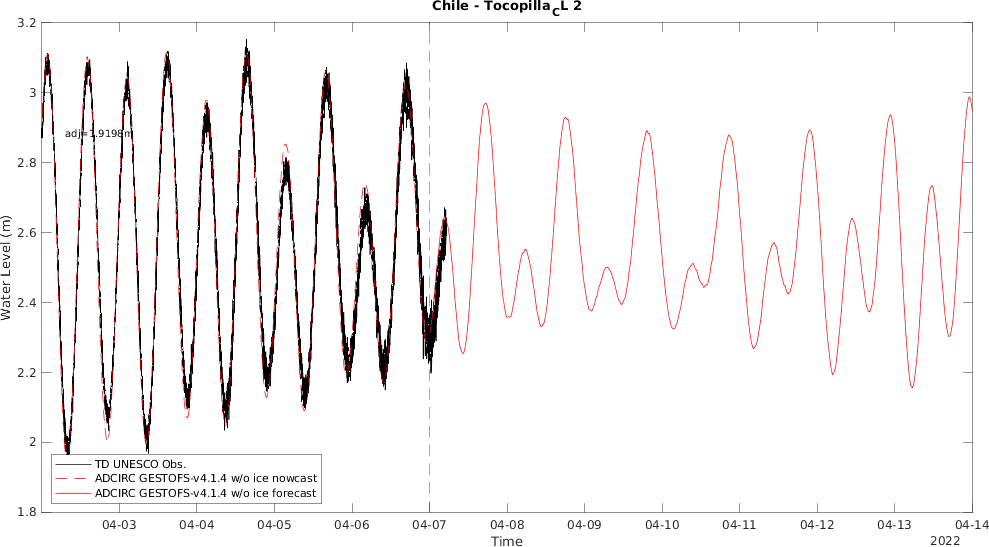 Chile - Tocopilla_CL 2
3.2
3
2.8
2.6
2.4
2.2
2
1.8
Water Level (m)
adj=1.9198m
TD UNESCO Obs.
ADCIRC GESTOFS-v4.1.4 w/o ice nowcast
ADCIRC GESTOFS-v4.1.4 w/o ice forecast
04-03 04-04 04-05 04-06 04-07 04-08 04-09 04-10 04-11 04-12 04-13 04-14
Time
2022